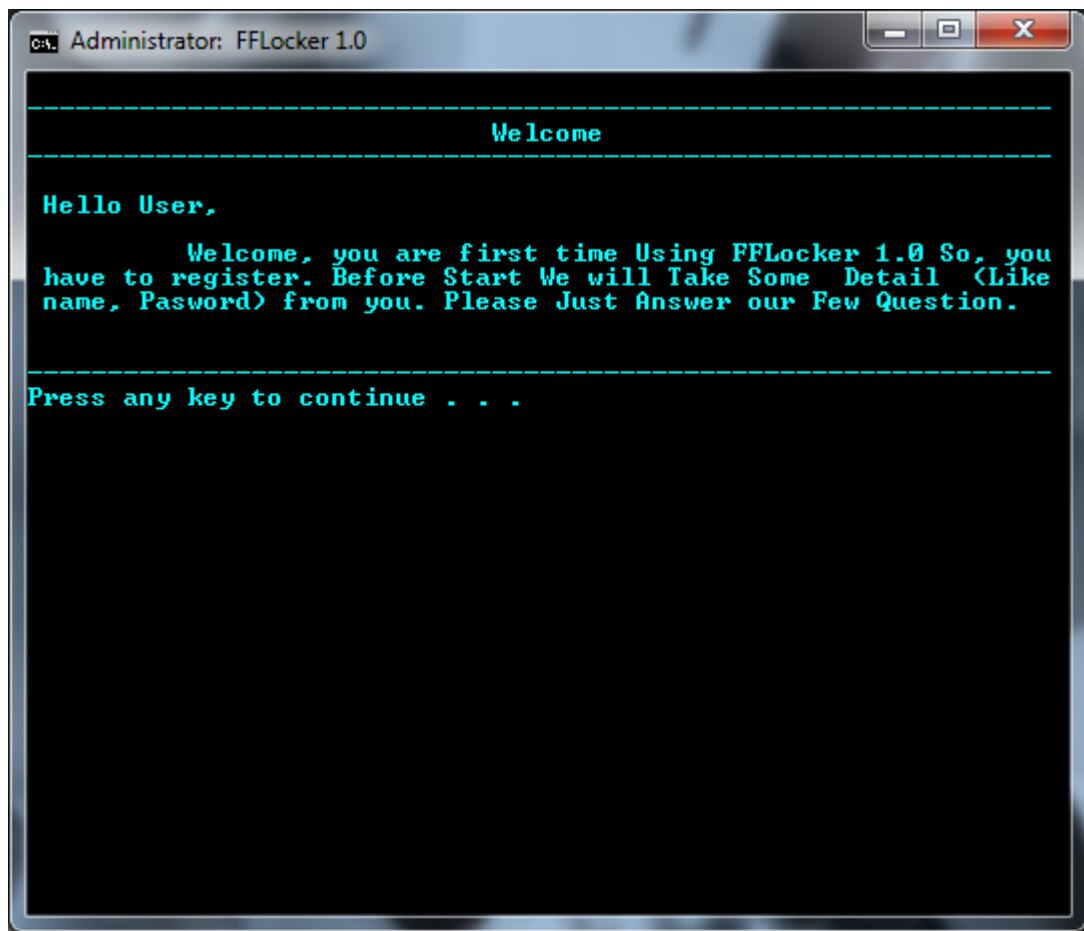 Administrator: FFLocker 1.0
Welcome
Hello User,
Welcome, you are first time Using FFLocker 1.0 So, you
have to register. Before Start We will Take Some Detail (Like
name, Pasword) from you. Please Just Answer our Few Question.
Press any key to continue . . .